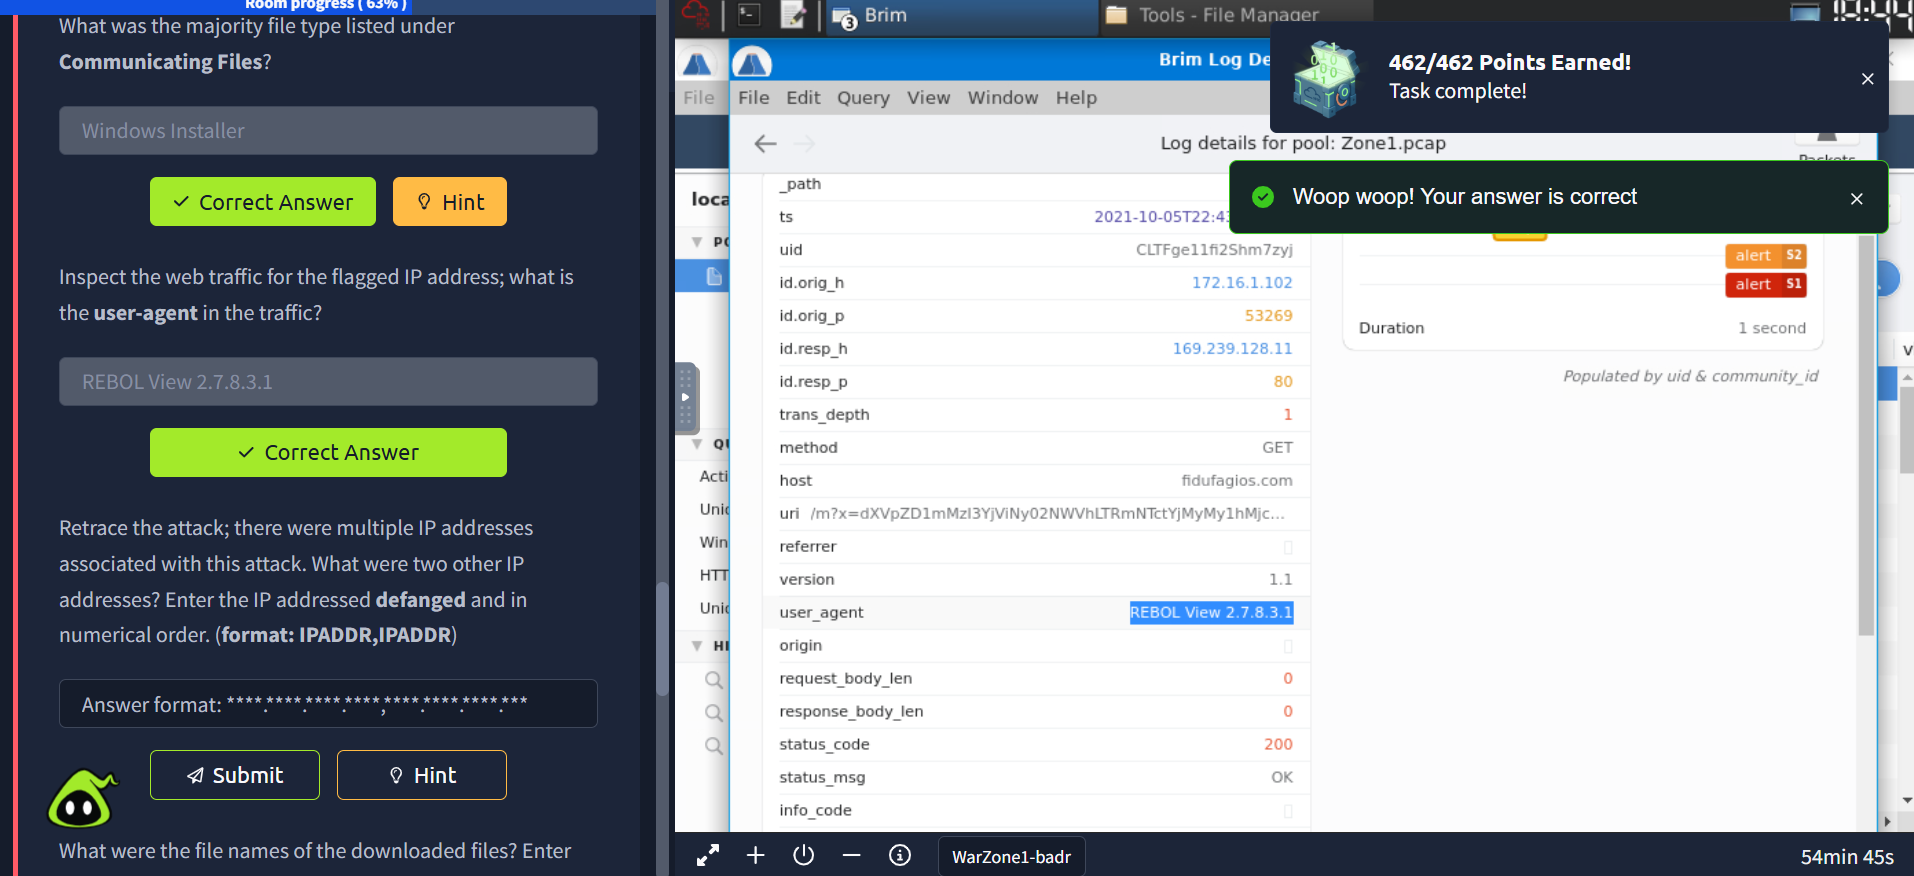 Room progress ( 63% )
What was the majority file type listed under
Communicating Files?
Windows Installer
Correct Answer
Hint
Inspect the web traffic for the flagged IP address; what is
the user-agent in the traffic?
REBOL View 2.7.8.3.1
Correct Answer
Retrace the attack; there were multiple IP addresses
associated with this attack. What were two other IP
addresses? Enter the IP addressed defanged and in
numerical order. (format: IPADDR,IPADDR)
Answer format: ****.****.****.****,****.****.****.***
Submit
Hint
What were the file names of the downloaded files? Enter
3 Brim
Tools - File Manager
18:44
462/462 Points Earned!
Task complete!
Woop woop! Your answer is correct
Brim Log De
File
File Edit Query View Window Help
Log details for pool: Zone1.pcap
Packets
loca
PO
QU
Acti
Uniq
Win
HTT
Uniq
HI
_path
ts 2021-10-05T22:43
uid CLTFge11fi2Shm7zyj
id.orig_h 172.16.1.102
id.orig_p 53269
id.resp_h 169.239.128.11
id.resp_p 80
trans_depth 1
method GET
host fidufagios.com
uri /m?x=dXVpZD1mMzI3YjViNy02NWVhLTRmNTctYjMyMy1hMjc...
referrer
version 1.1
user_agent REBOL View 2.7.8.3.1
origin
request_body_len 0
response_body_len 0
status_code 200
status_msg OK
info_code
alert S2
alert S1
Duration 1 second
Populated by uid & community_id
v
WarZone1-badr
54min 45s